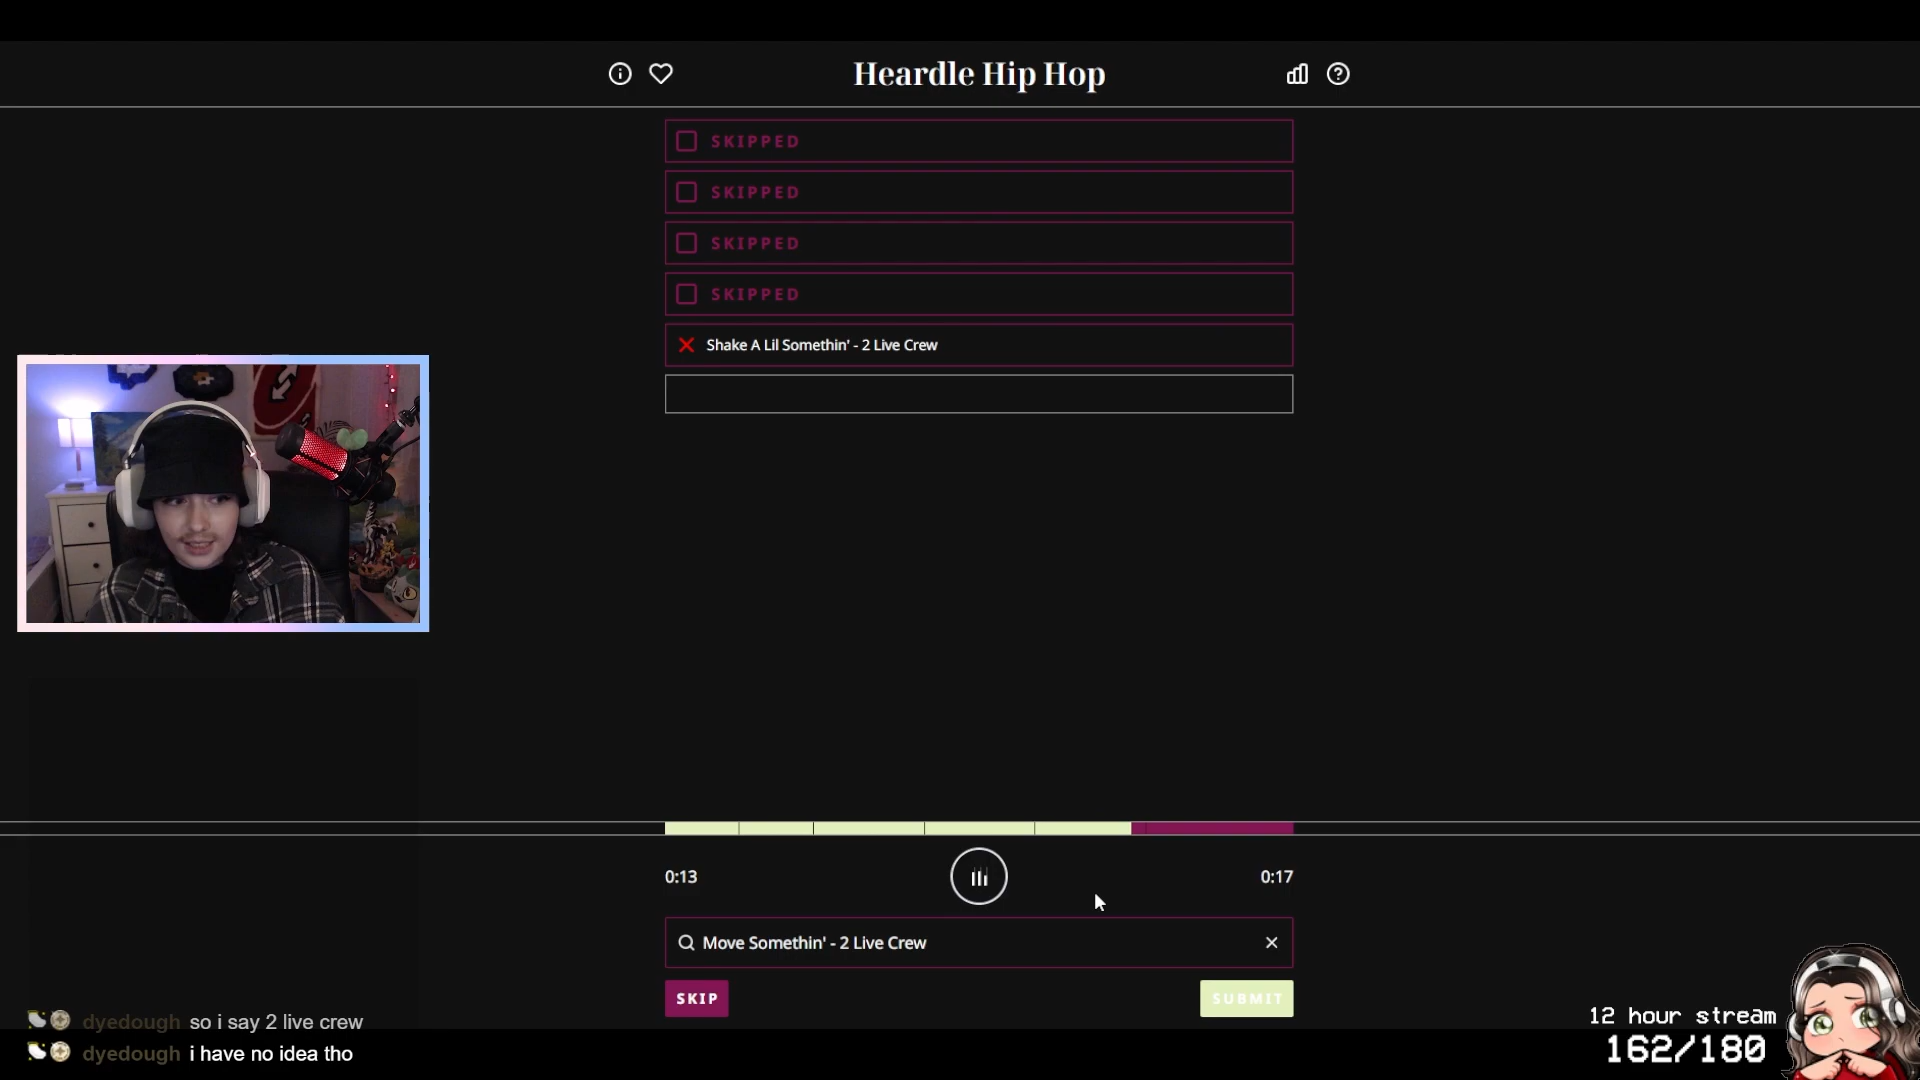 Heardle Hip Hop
SKIPPED
SKIPPED
SKIPPED
SKIPPED
Shake A Lil Somethin' - 2 Live Crew
0:13
0:17
Move Somethin' - 2 Live Crew
SKIP
SUBMIT
dyedough so i say 2 live crew
dyedough i have no idea tho
12 hour stream
162/180